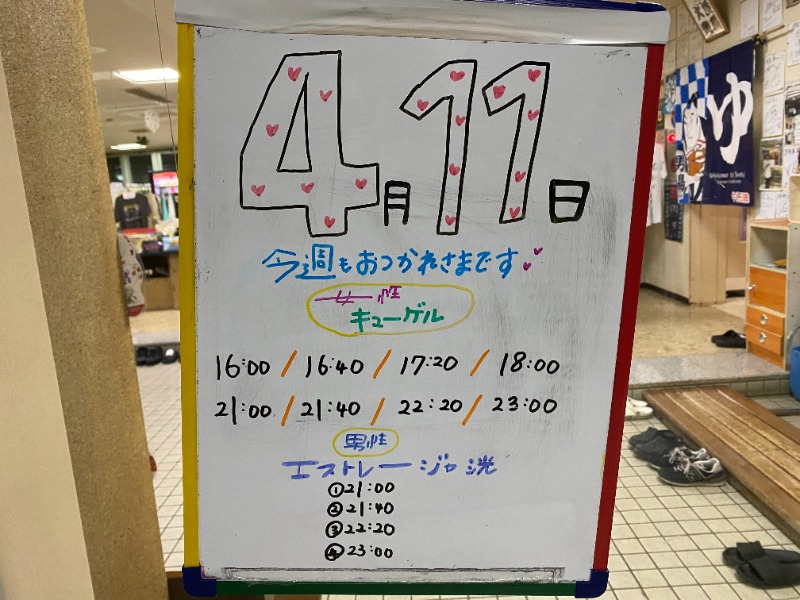 4月11日
今週もおつかれさまです
女性
キューゲル
16:00 / 16:40 / 17:20 / 18:00
21:00 / 21:40 / 22:20 / 23:00
男性
エストレージャ洸
①21:00
②21:40
③22:20
④23:00
ゆ